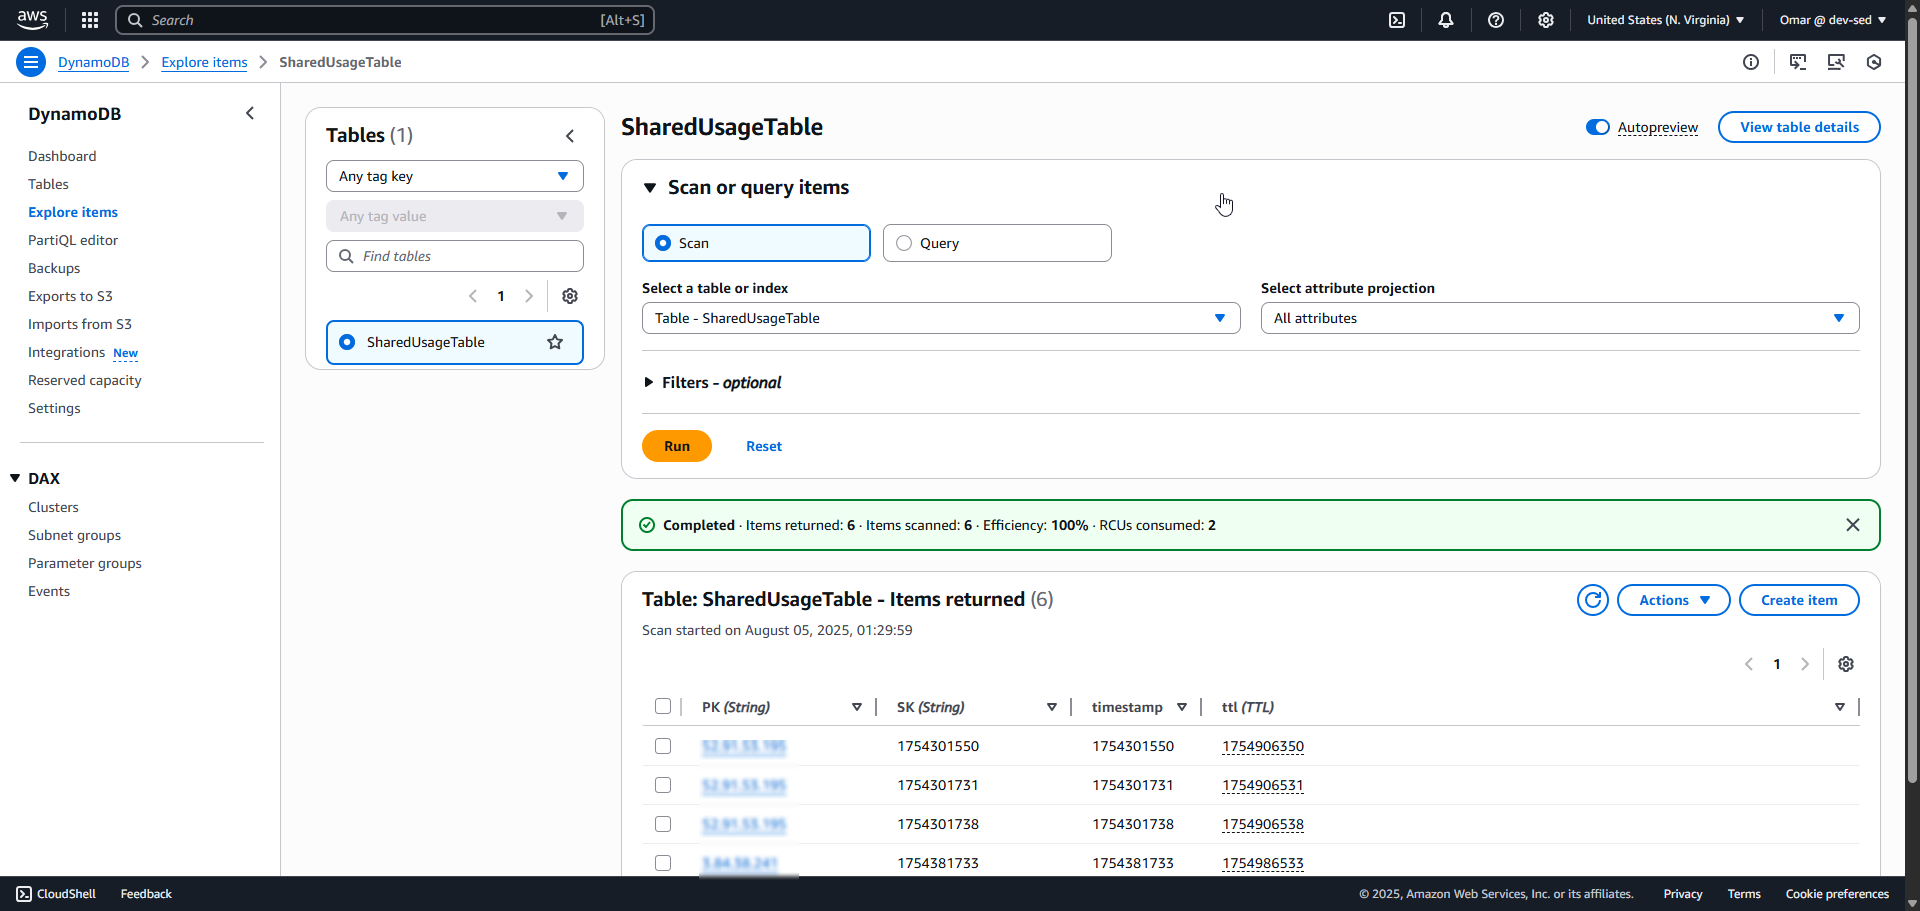 aws
Search [Alt+S]
United States (N. Virginia)
Omar @ dev-sed
DynamoDB
Explore items
SharedUsageTable
DynamoDB
Dashboard
Tables
Explore items
PartiQL editor
Backups
Exports to S3
Imports from S3
Integrations New
Reserved capacity
Settings
DAX
Clusters
Subnet groups
Parameter groups
Events
Tables (1)
Any tag key
Any tag value
Find tables
1
SharedUsageTable
SharedUsageTable
Autopreview
View table details
Scan or query items
Scan
Query
Select a table or index
Table - SharedUsageTable
Select attribute projection
All attributes
Filters - optional
Run
Reset
Completed · Items returned: 6 · Items scanned: 6 · Efficiency: 100% · RCUs consumed: 2
Table: SharedUsageTable - Items returned (6)
Actions
Create item
Scan started on August 05, 2025, 01:29:59
1
PK (String) SK (String) timestamp ttl (TTL)
1754301550 1754301550 1754906350
1754301731 1754301731 1754906531
1754301738 1754301738 1754906538
1754381733 1754381733 1754986533
CloudShell
Feedback
© 2025, Amazon Web Services, Inc. or its affiliates.
Privacy
Terms
Cookie preferences